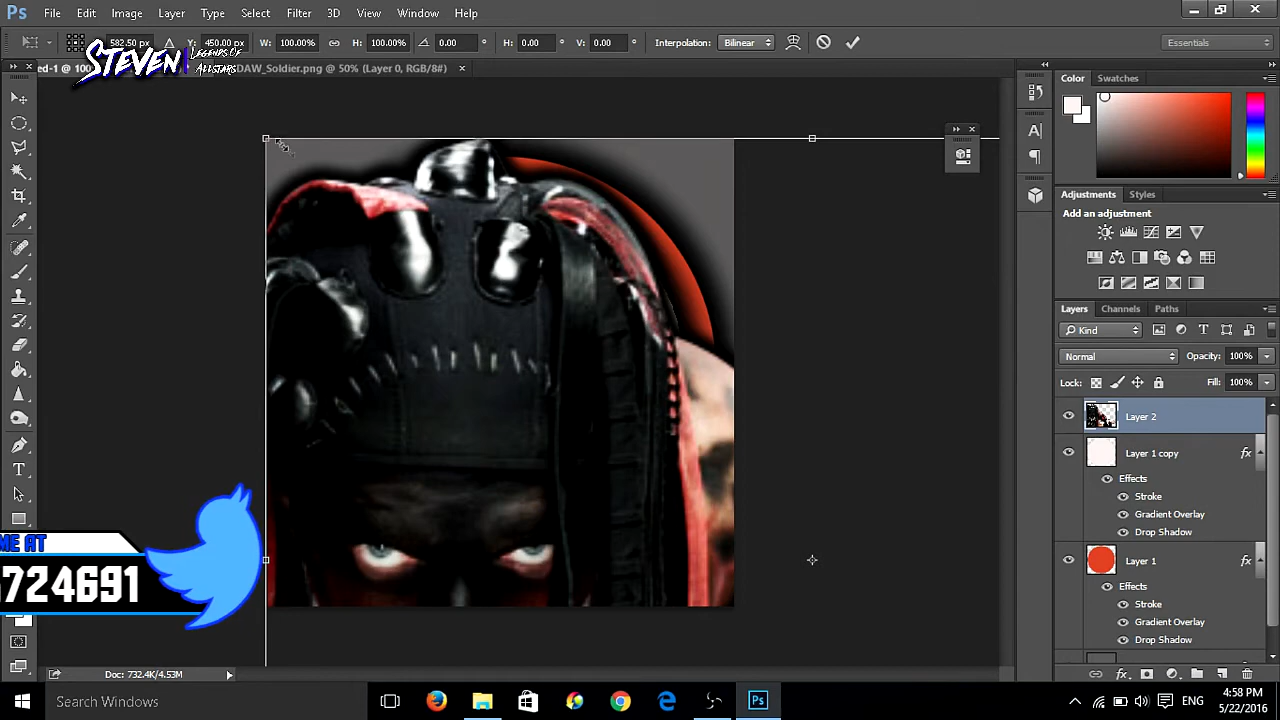 Ps File Edit Image Layer Type Select Filter 3D View Window Help
582.50 px Y: 450.00 px W: 100.00% H: 100.00% 0.00 ° H: 0.00 ° V: 0.00 ° Interpolation: Bilinear Essentials
STEVEN LEGENDS OF ALLSTARS
ed-1 @ 100 DAW_Soldier.png @ 50% (Layer 0, RGB/8#) ×
Color Swatches
Adjustments Styles
Add an adjustment
Layers Channels Paths
Kind
Normal Opacity: 100%
Lock: Fill: 100%
Layer 2
Layer 1 copy fx
Effects
Stroke
Gradient Overlay
Drop Shadow
Layer 1 fx
Effects
Stroke
Gradient Overlay
Drop Shadow
ME AT
724691
Doc: 732.4K/4.53M
Search Windows
Ps
ENG
4:58 PM
5/22/2016